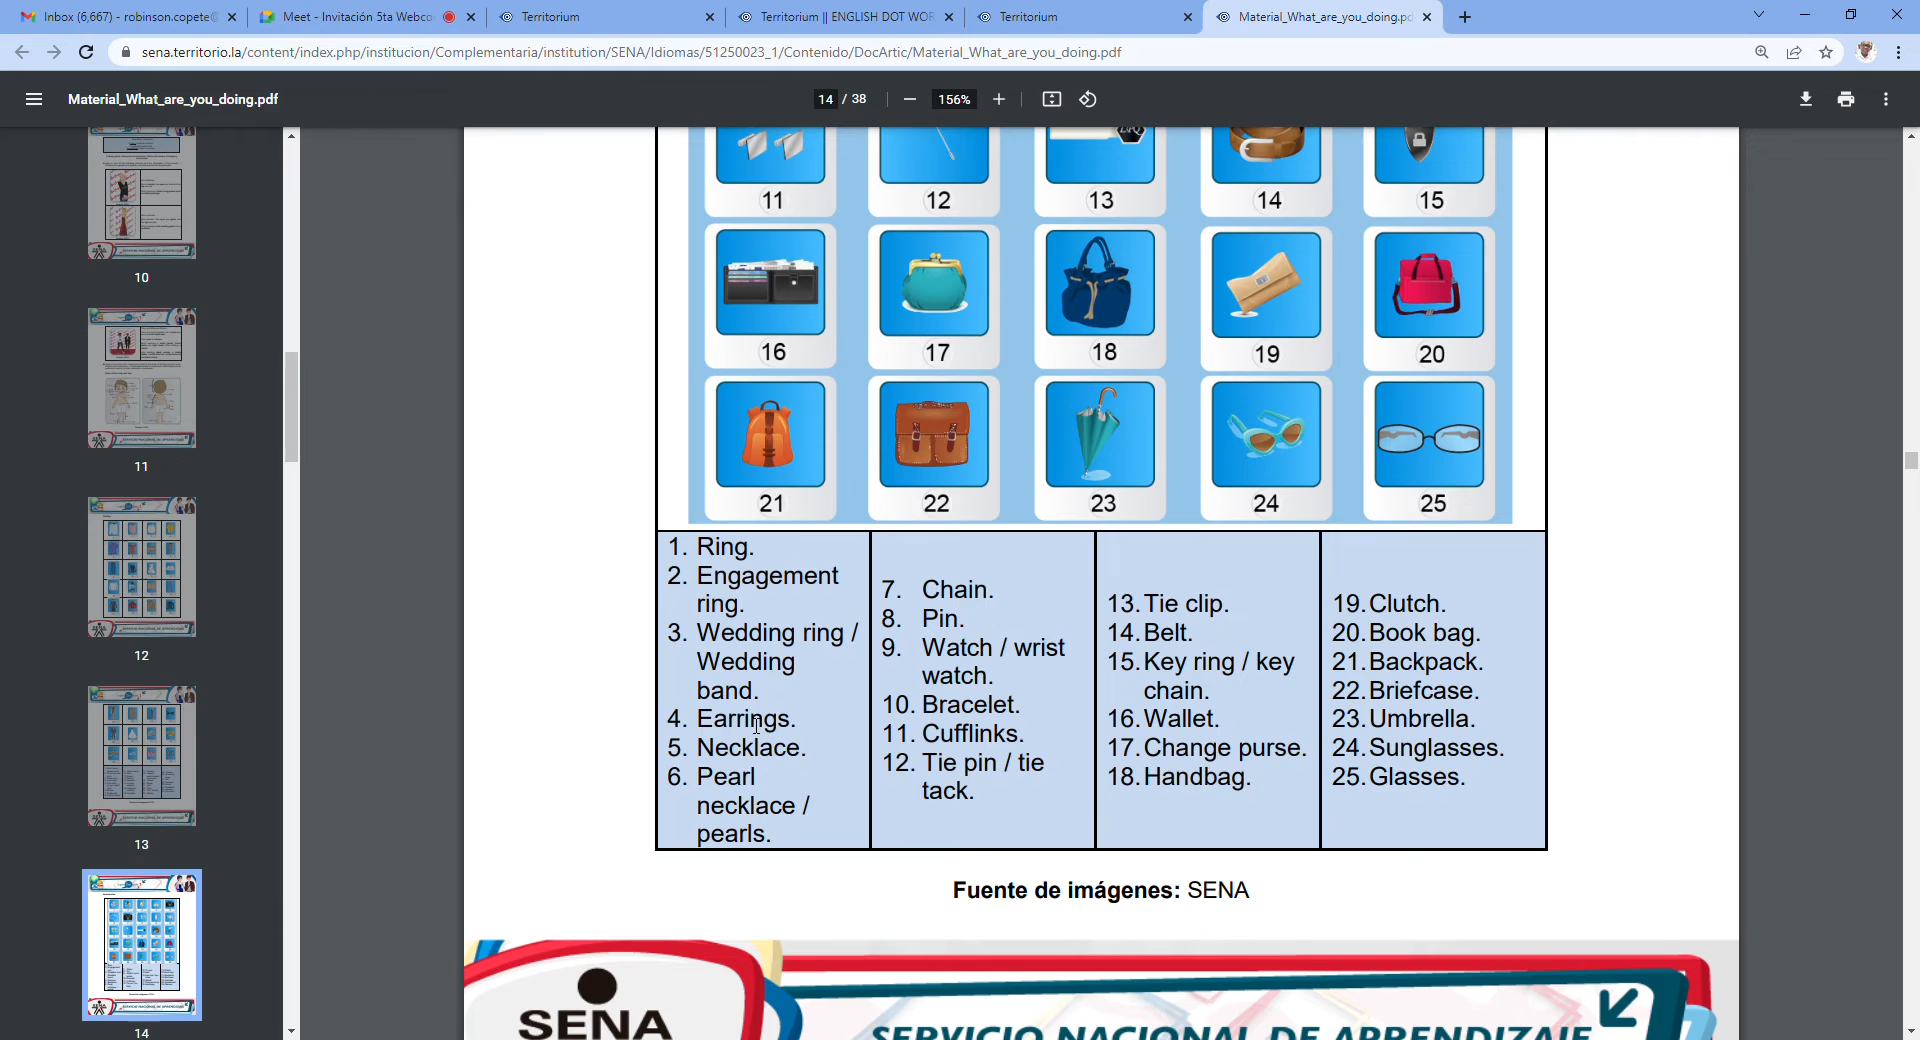 Inbox (6,667) - robinson.copete@
Meet - Invitación 5ta Webco
Territorium
Territorium || ENGLISH DOT WOR
Territorium
Material_What_are_you_doing.pd
sena.territorio.la/content/index.php/institucion/Complementaria/institution/SENA/Idiomas/51250023_1/Contenido/DocArtic/Material_What_are_you_doing.pdf
Material_What_are_you_doing.pdf
14 / 38
156%
10
11
12
13
14
11 12 13 14 15
16 17 18 19 20
21 22 23 24 25
1. Ring.
2. Engagement
ring.
3. Wedding ring /
Wedding
band.
4. Earrings.
5. Necklace.
6. Pearl
necklace /
pearls.
7. Chain.
8. Pin.
9. Watch / wrist
watch.
10. Bracelet.
11. Cufflinks.
12. Tie pin / tie
tack.
13. Tie clip.
14. Belt.
15. Key ring / key
chain.
16. Wallet.
17. Change purse.
18. Handbag.
19. Clutch.
20. Book bag.
21. Backpack.
22. Briefcase.
23. Umbrella.
24. Sunglasses.
25. Glasses.
Fuente de imágenes: SENA
SENA
SERVICIO NACIONAL DE APRENDIZAJE